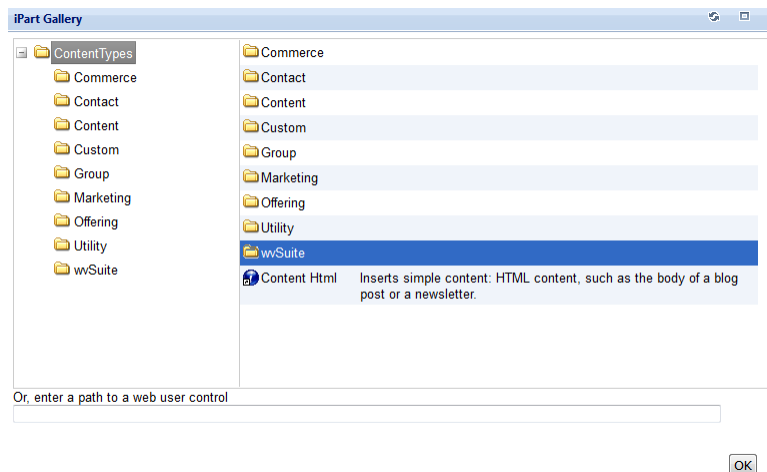 iPart Gallery
ContentTypes
Commerce
Contact
Content
Custom
Group
Marketing
Offering
Utility
wvSuite
Commerce
Contact
Content
Custom
Group
Marketing
Offering
Utility
wvSuite
Content Html Inserts simple content: HTML content, such as the body of a blog
post or a newsletter.
Or, enter a path to a web user control
OK